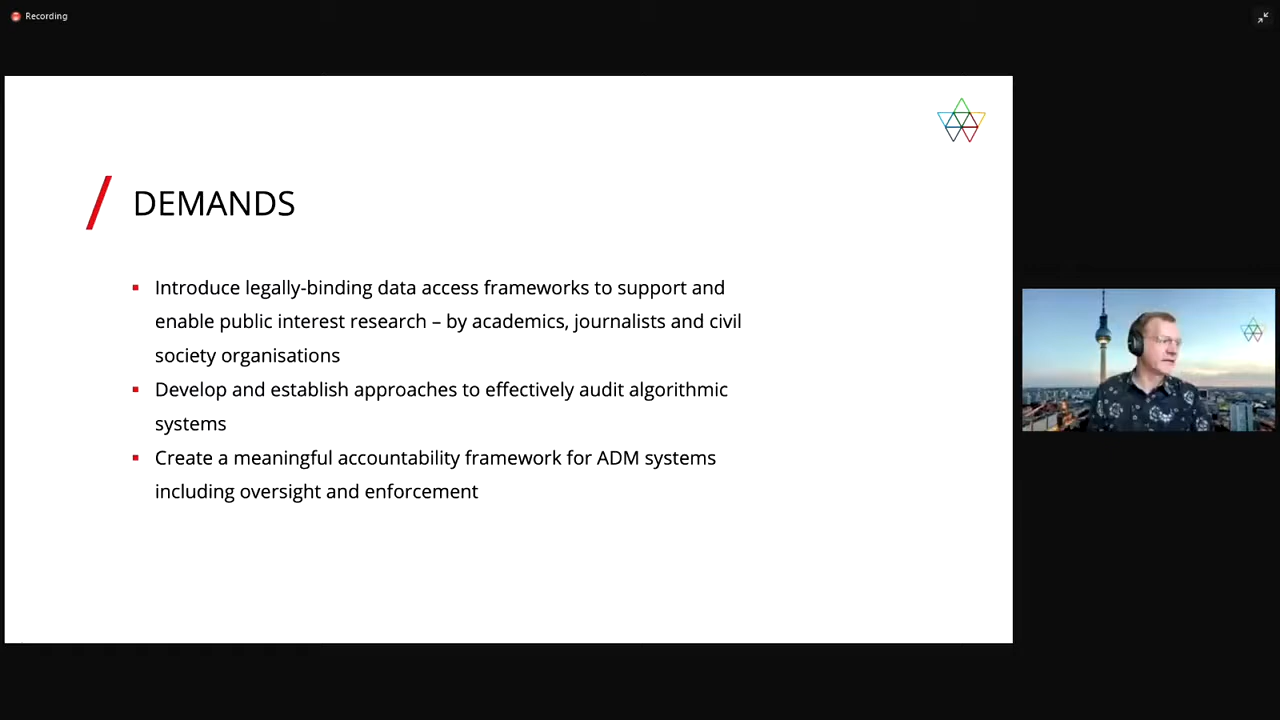 Recording
DEMANDS
▪ Introduce legally-binding data access frameworks to support and
enable public interest research – by academics, journalists and civil
society organisations
▪ Develop and establish approaches to effectively audit algorithmic
systems
▪ Create a meaningful accountability framework for ADM systems
including oversight and enforcement